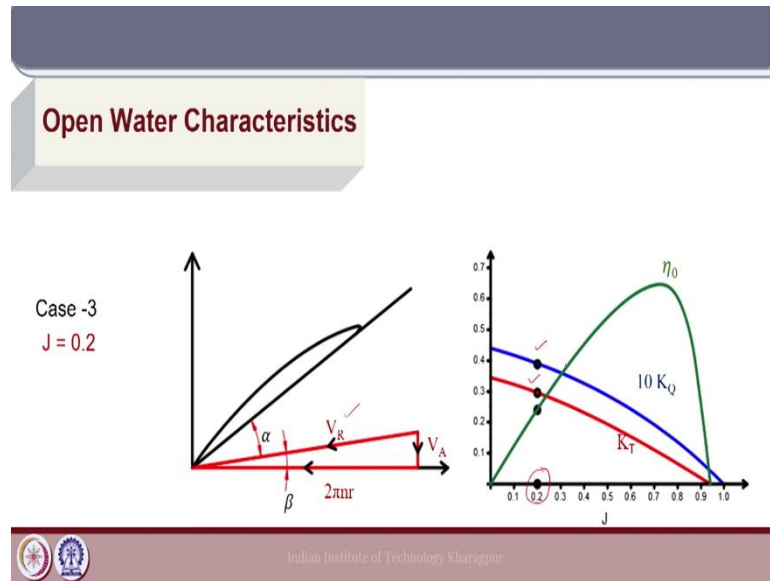 Open Water Characteristics
Case -3
J = 0.2
α
β
V_R
V_A
2πnr
0.7
0.6
0.5
0.4
0.3
0.2
0.1
η₀
10 K_Q
K_T
0.1 0.2 0.3 0.4 0.5 0.6 0.7 0.8 0.9 1.0
J
Indian Institute of Technology Kharagpur